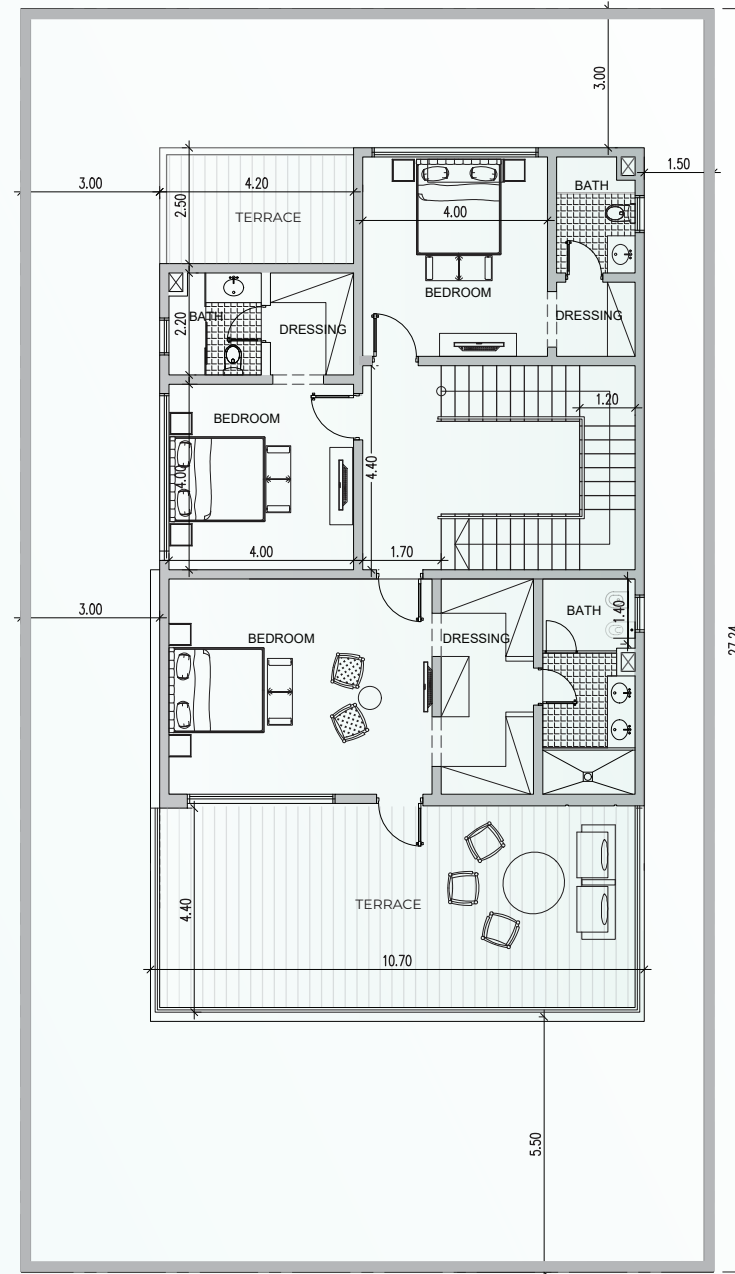 3.00
1.50
3.00
4.20
2.50
TERRACE
4.00
BATH
BEDROOM
2.20
BATH
DRESSING
DRESSING
BEDROOM
1.20
4.00
4.40
4.00
1.70
3.00
BEDROOM
DRESSING
BATH
1.40
27.24
4.40
TERRACE
10.70
5.50